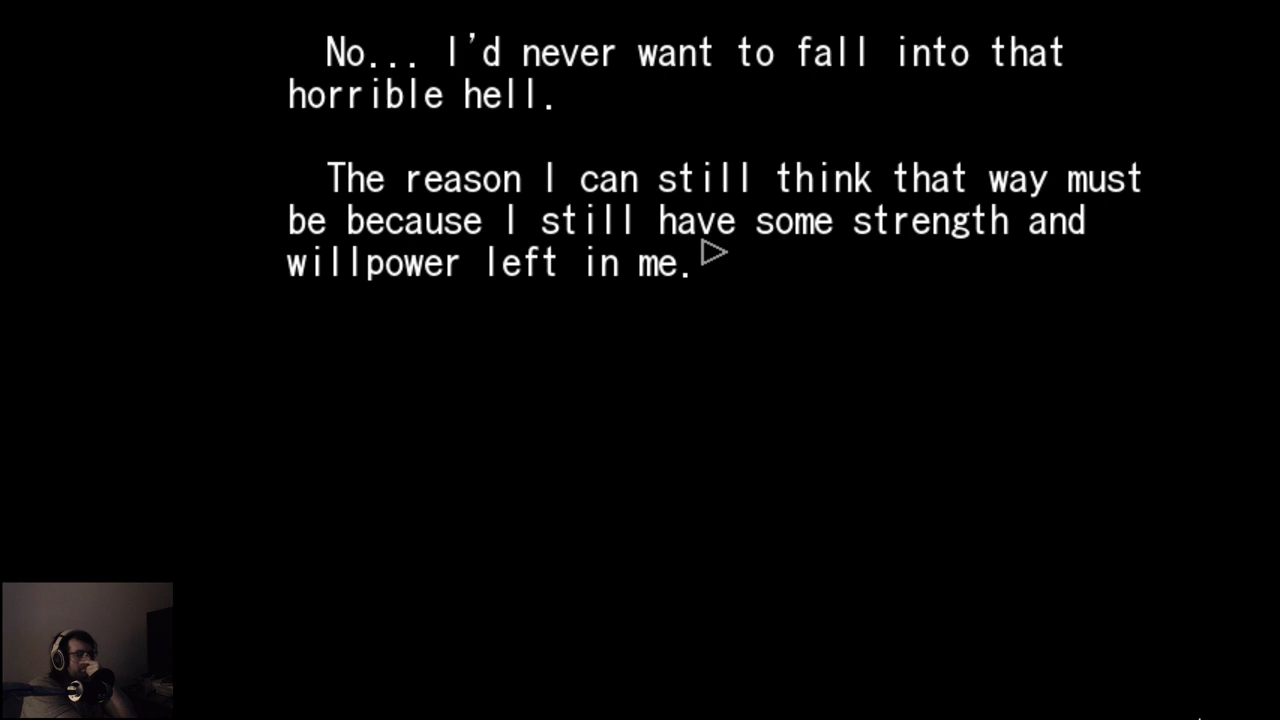 No... I'd never want to fall into that
horrible hell.
The reason I can still think that way must
be because I still have some strength and
willpower left in me.